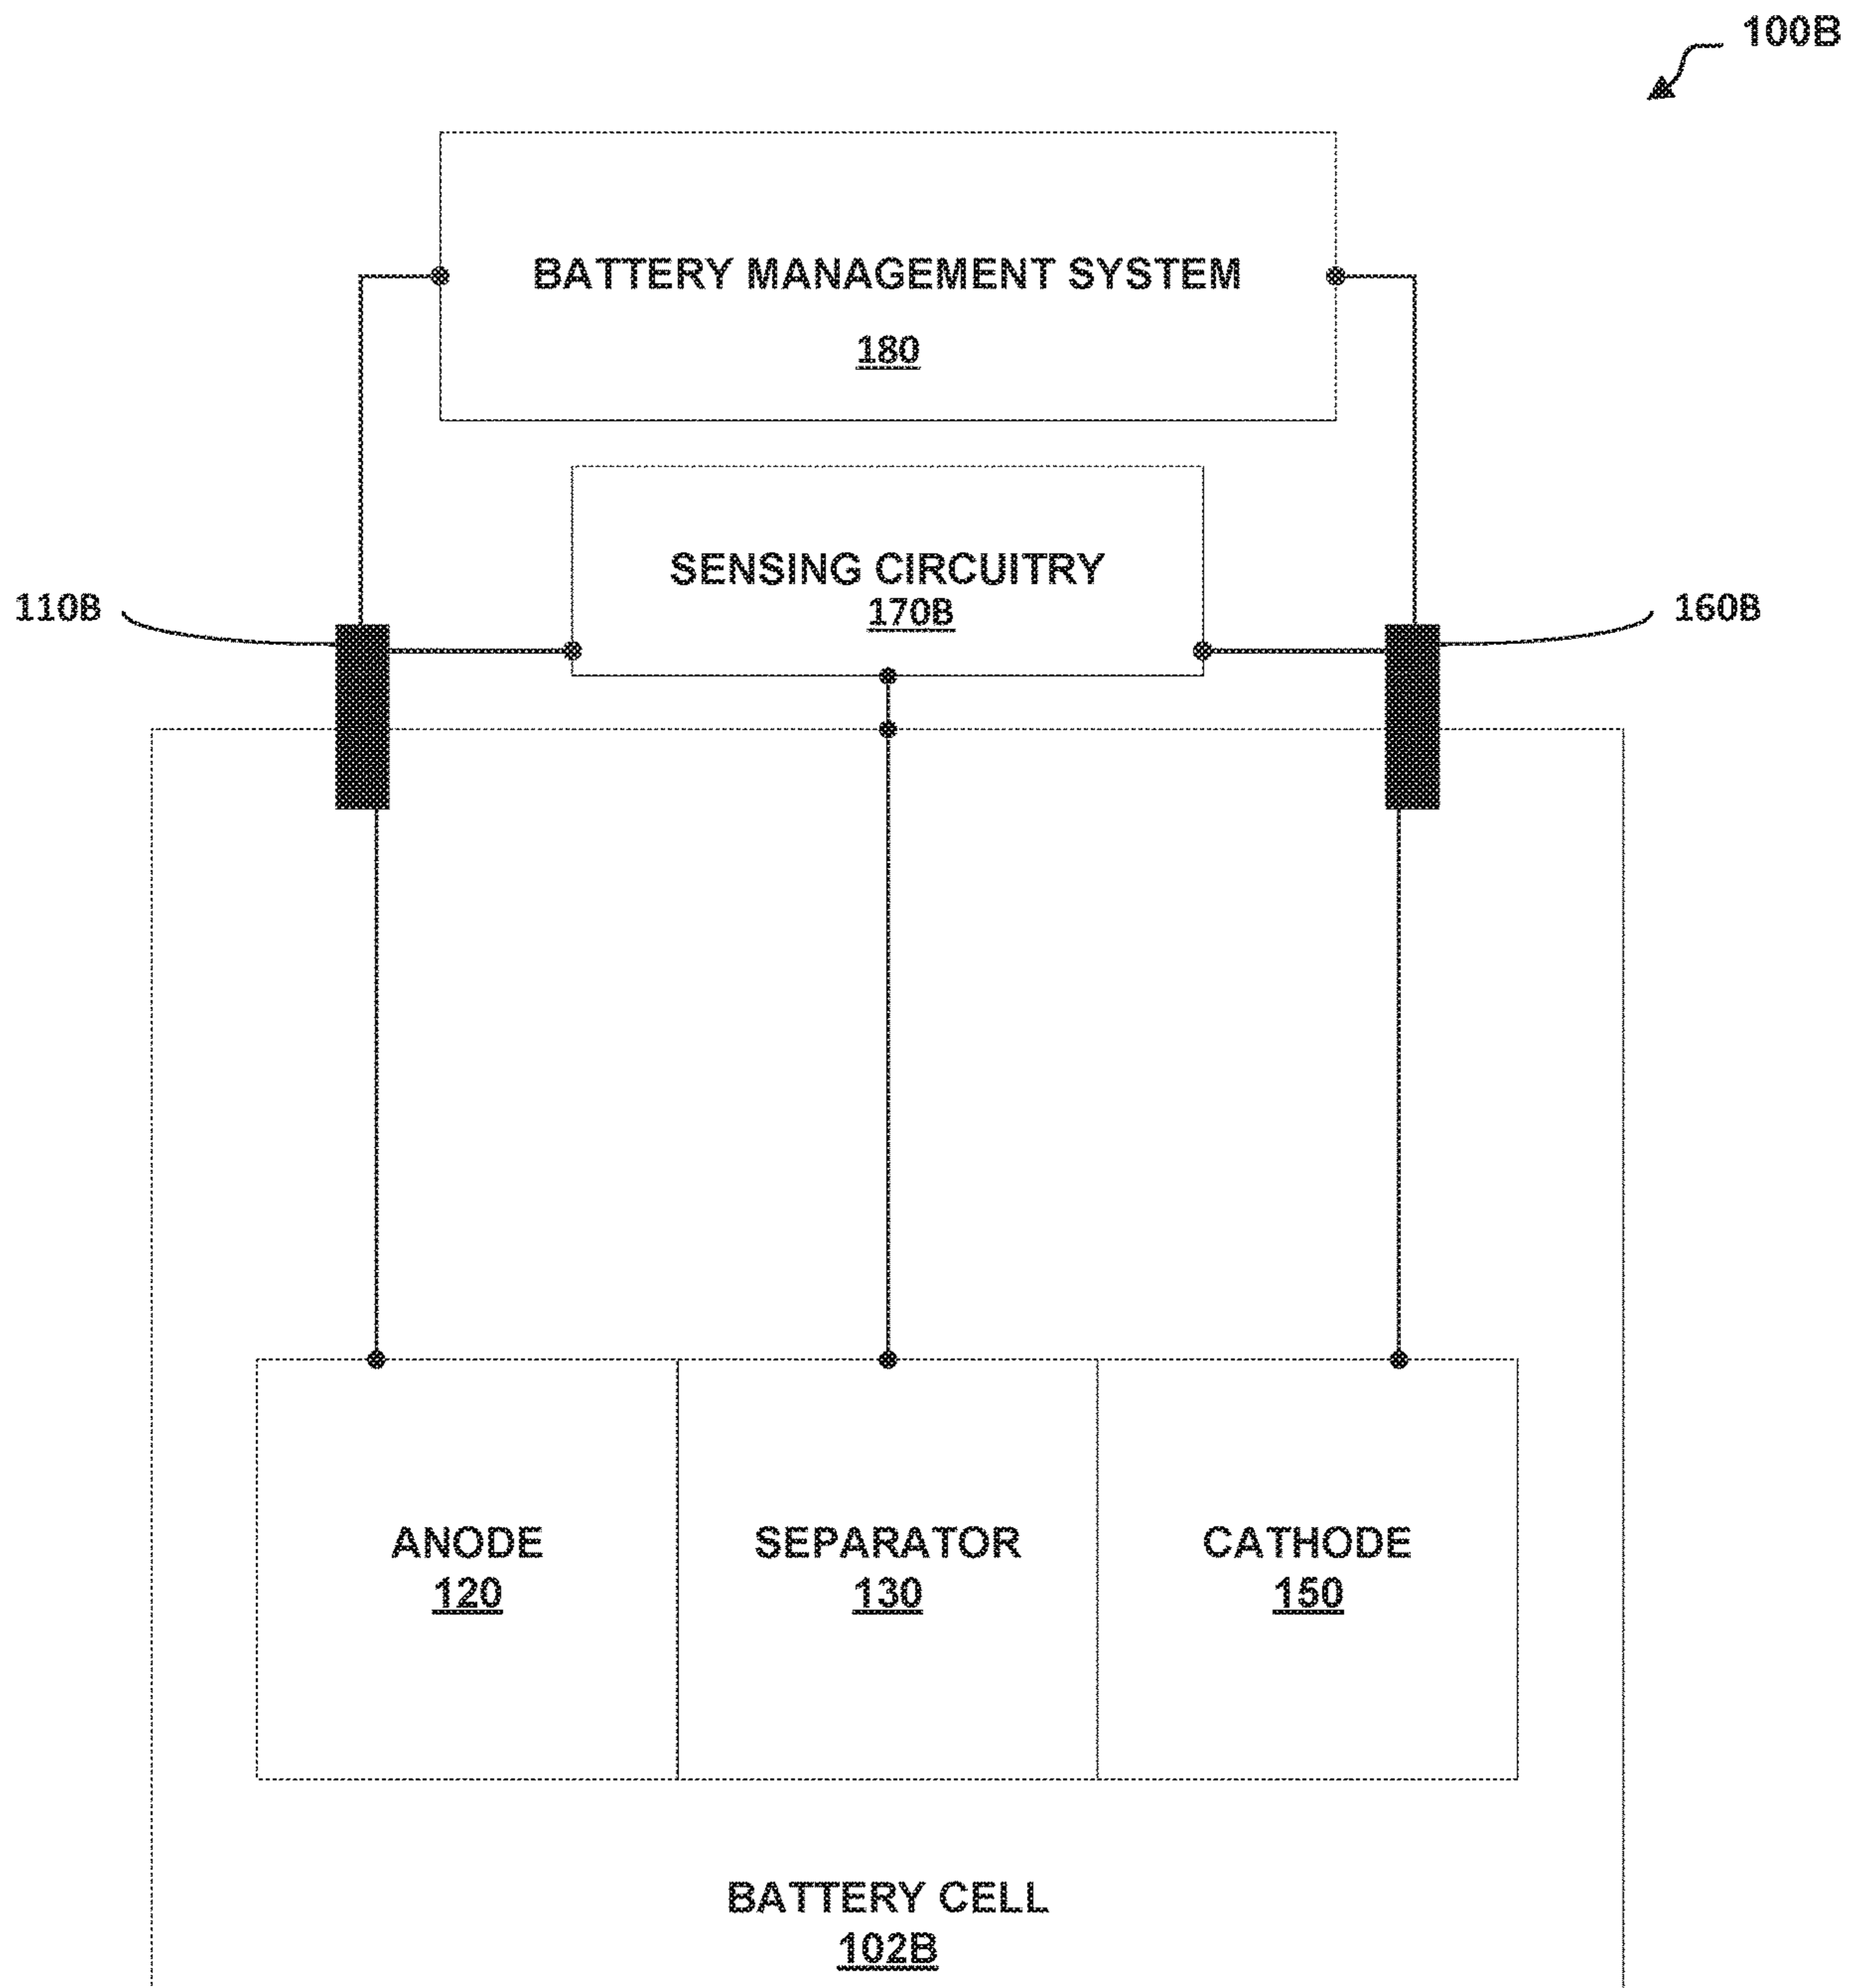 100B
BATTERY MANAGEMENT SYSTEM
180
SENSING CIRCUITRY
170B
110B
160B
ANODE
120
SEPARATOR
130
CATHODE
150
BATTERY CELL
102B